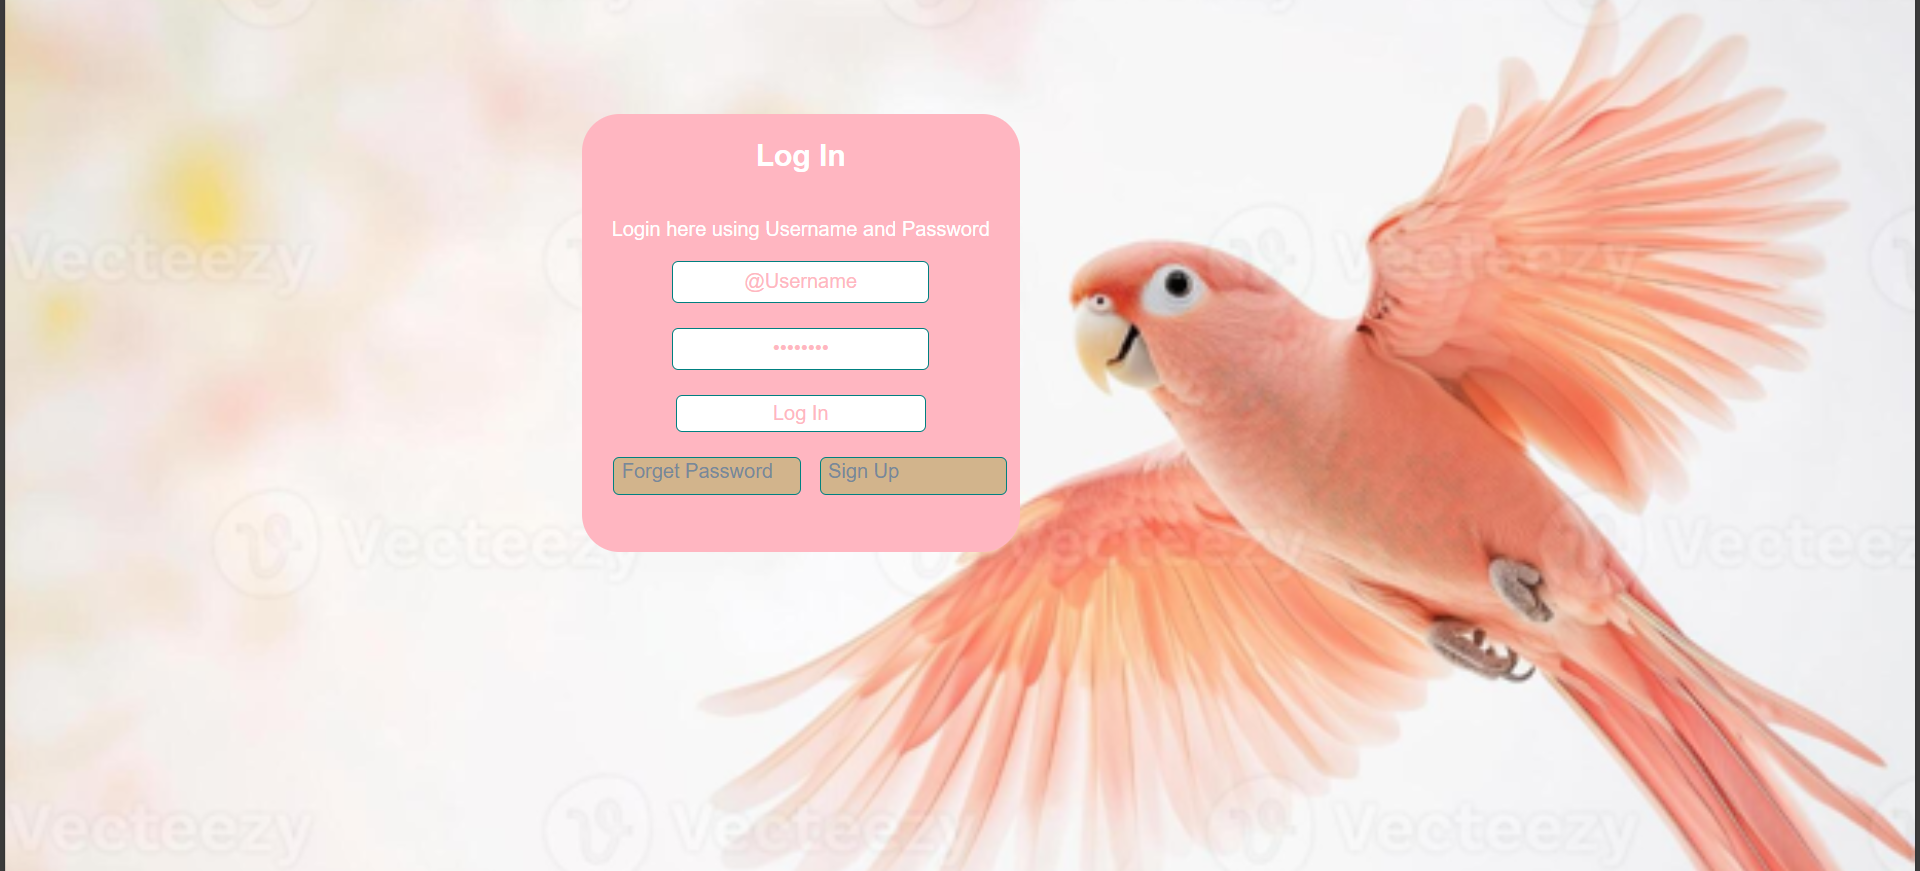 Log In
Login here using Username and Password
@Username
••••••••
Log In
Forget Password
Sign Up
Vecteezy
Vecteezy
Vecteezy
Vecteezy
Vecteez
Vecteezy
Vecteezy
Vecteezy